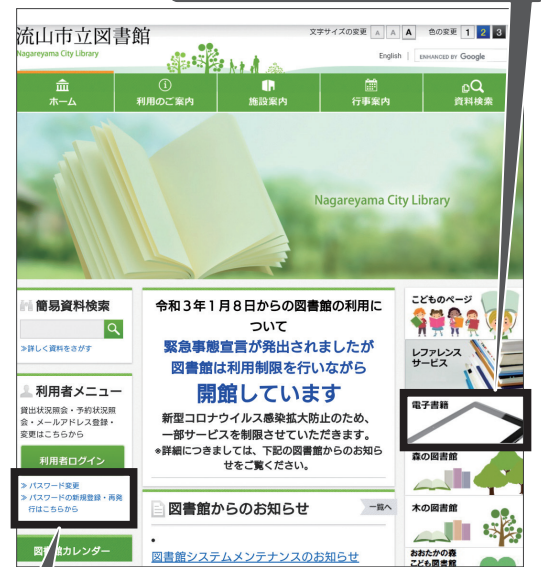 流山市立図書館
Nagareyama City Library
文字サイズの変更 A A A 色の変更 1 2 3
English ENHANCED BY Google
ホーム
利用のご案内
施設案内
行事案内
資料検索
Nagareyama City Library
簡易資料検索
≫詳しく資料をさがす
利用者メニュー
貸出状況照会・予約状況照
会・メールアドレス登録・
変更はこちらから
利用者ログイン
≫ パスワード変更
≫ パスワードの新規登録・再発
行はこちらから
図書館カレンダー
令和3年1月8日からの図書館の利用に
ついて
緊急事態宣言が発出されましたが
図書館は利用制限を行いながら
開館しています
新型コロナウイルス感染拡大防止のため、
一部サービスを制限させていただきます。
*詳細につきましては、下記の図書館からのお知ら
せをご覧ください。
図書館からのお知らせ
一覧へ
•
図書館システムメンテナンスのお知らせ
こどものページ
レファレンス
サービス
電子書籍
森の図書館
木の図書館
おおたかの森
こども図書館